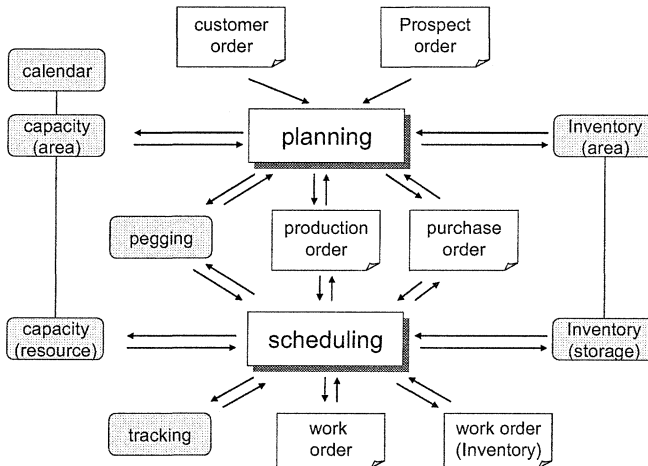 customer
order
Prospect
order
calendar
capacity
(area)
planning
Inventory
(area)
pegging
production
order
purchase
order
capacity
(resource)
scheduling
Inventory
(storage)
tracking
work
order
work order
(Inventory)